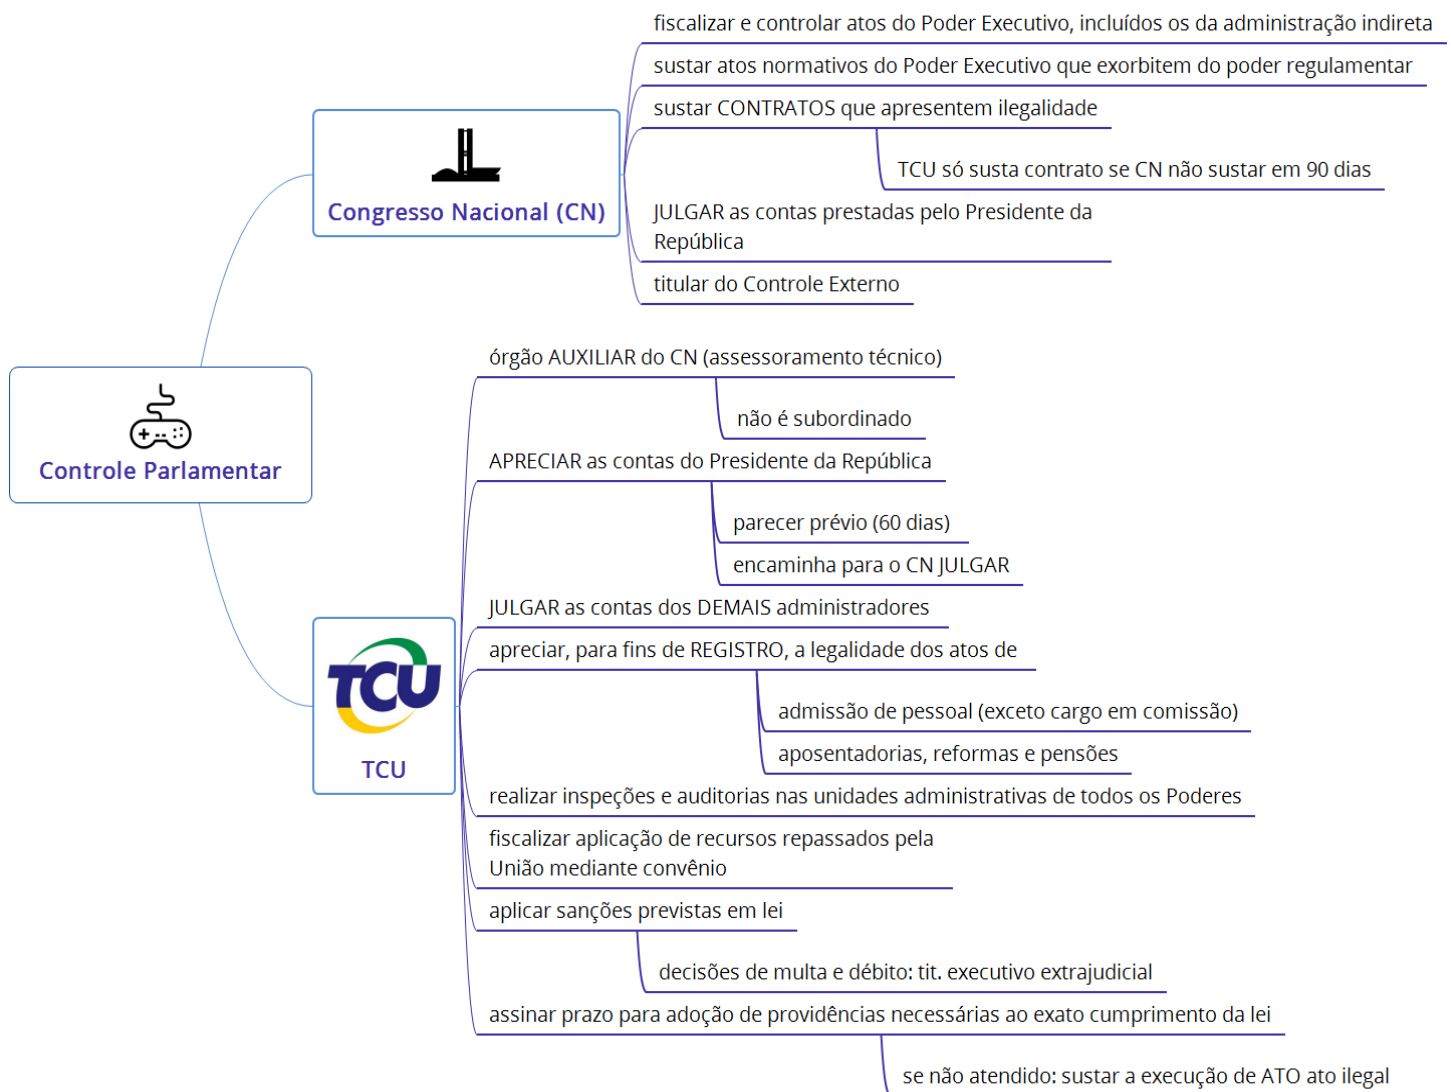 Controle Parlamentar
Congresso Nacional (CN)
fiscalizar e controlar atos do Poder Executivo, incluídos os da administração indireta
sustar atos normativos do Poder Executivo que exorbitem do poder regulamentar
sustar CONTRATOS que apresentem ilegalidade
TCU só susta contrato se CN não sustar em 90 dias
JULGAR as contas prestadas pelo Presidente da
República
titular do Controle Externo
TCU
TCU
órgão AUXILIAR do CN (assessoramento técnico)
não é subordinado
APRECIAR as contas do Presidente da República
parecer prévio (60 dias)
encaminha para o CN JULGAR
JULGAR as contas dos DEMAIS administradores
apreciar, para fins de REGISTRO, a legalidade dos atos de
admissão de pessoal (exceto cargo em comissão)
aposentadorias, reformas e pensões
realizar inspeções e auditorias nas unidades administrativas de todos os Poderes
fiscalizar aplicação de recursos repassados pela
União mediante convênio
aplicar sanções previstas em lei
decisões de multa e débito: tit. executivo extrajudicial
assinar prazo para adoção de providências necessárias ao exato cumprimento da lei
se não atendido: sustar a execução de ATO ato ilegal